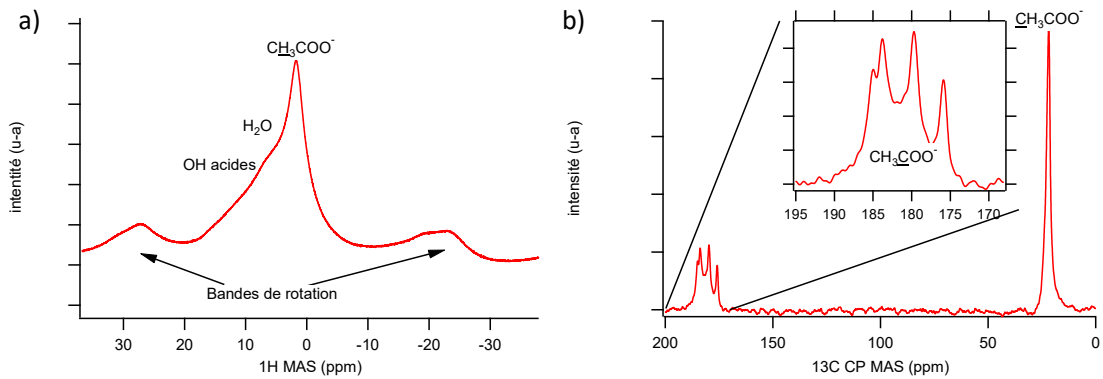 a)
intentité (u-a)
CH₃COO⁻
H₂O
OH acides
Bandes de rotation
30 20 10 0 -10 -20 -30
1H MAS (ppm)
b)
intensité (u-a)
CH₃COO⁻
CH₃COO⁻
195 190 185 180 175 170
200 150 100 50 0
13C CP MAS (ppm)